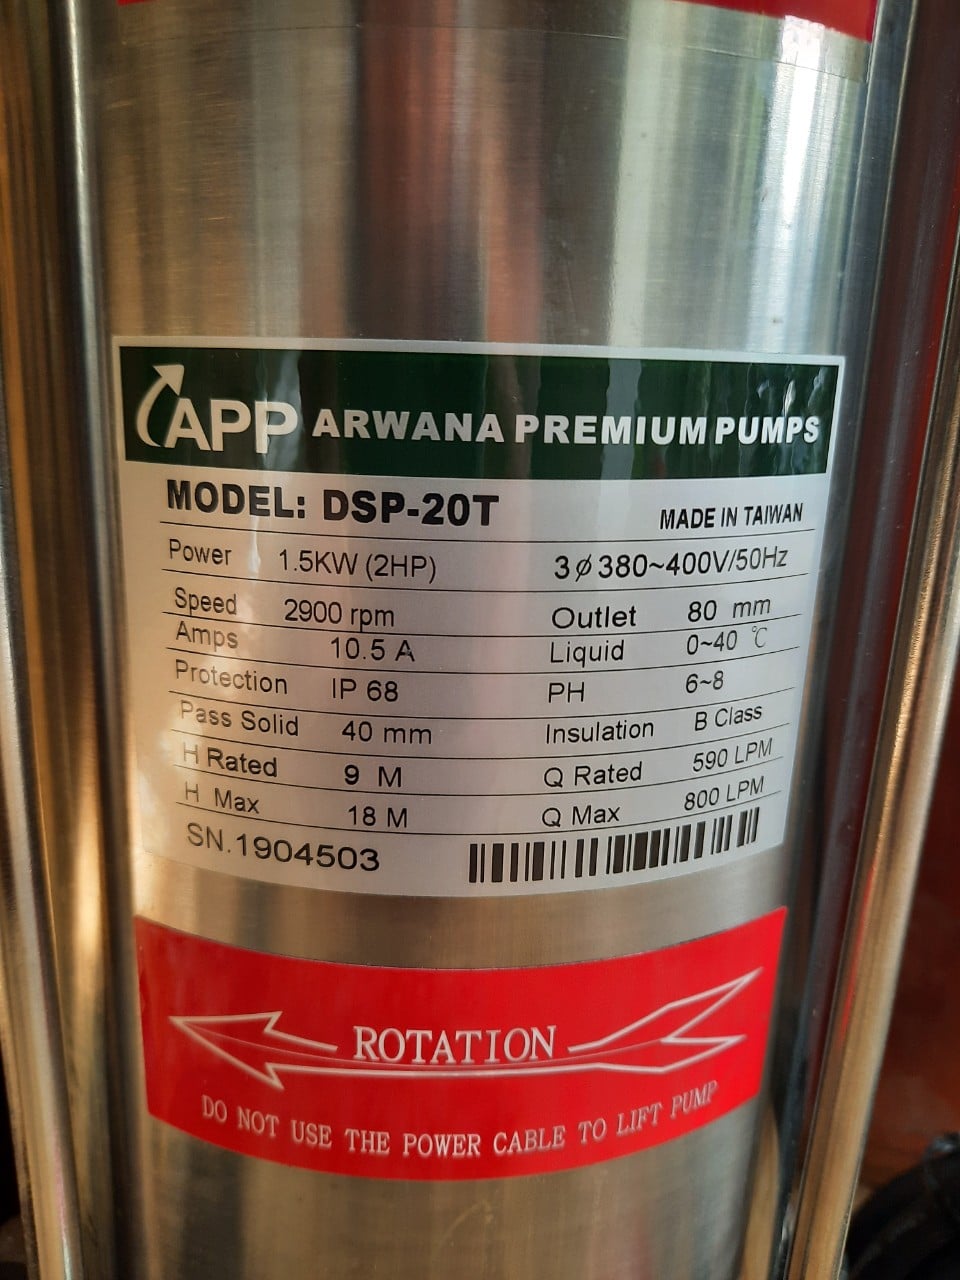 APP ARWANA PREMIUM PUMPS
MODEL: DSP-20T MADE IN TAIWAN
Power 1.5KW (2HP) 3ø380~400V/50Hz
Speed 2900 rpm Outlet 80 mm
Amps 10.5 A Liquid 0~40 ℃
Protection IP 68 PH 6~8
Pass Solid 40 mm Insulation B Class
H Rated 9 M Q Rated 590 LPM
H Max 18 M Q Max 800 LPM
SN.1904503
ROTATION
DO NOT USE THE POWER CABLE TO LIFT PUMP